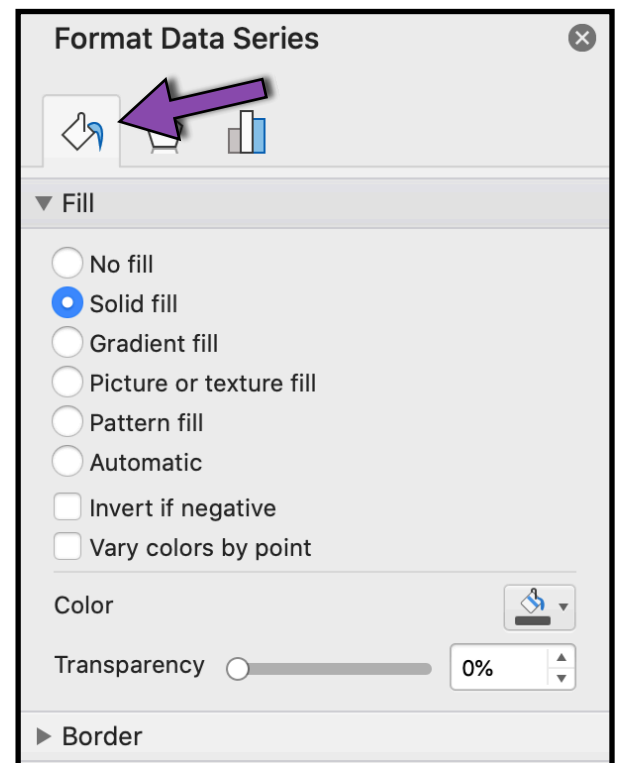 Format Data Series
Fill
No fill
Solid fill
Gradient fill
Picture or texture fill
Pattern fill
Automatic
Invert if negative
Vary colors by point
Color
Transparency 0%
Border